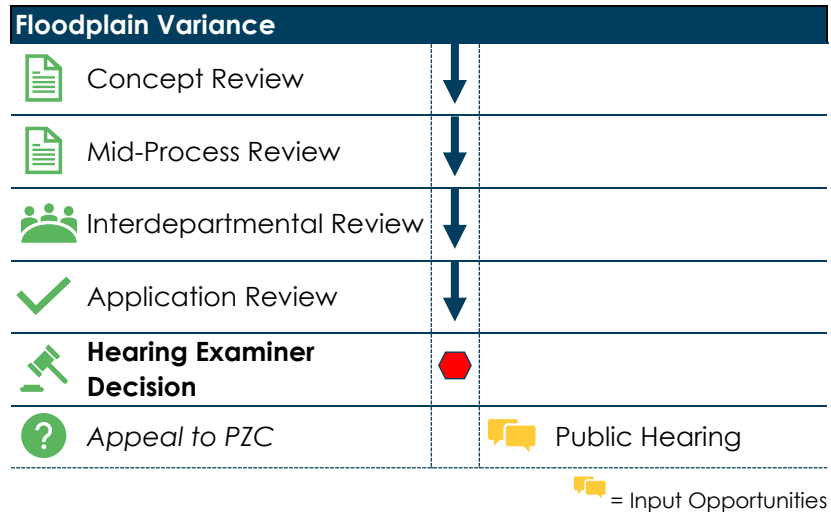 Floodplain Variance
Concept Review
Mid-Process Review
Interdepartmental Review
Application Review
Hearing Examiner
Decision
? Appeal to PZC Public Hearing
= Input Opportunities